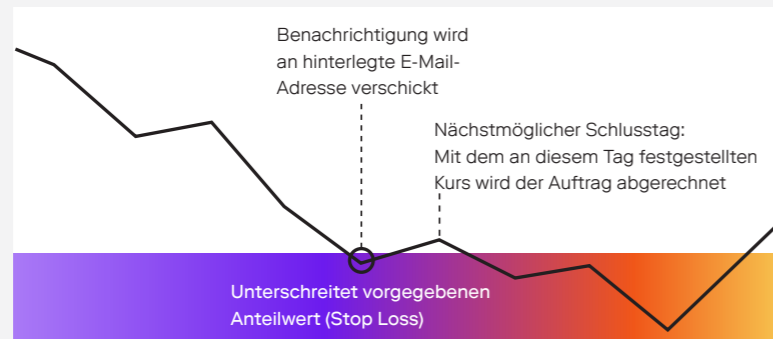 Benachrichtigung wird
an hinterlegte E-Mail-
Adresse verschickt
Nächstmöglicher Schlusstag:
Mit dem an diesem Tag festgestellten
Kurs wird der Auftrag abgerechnet
Unterschreitet vorgegebenen
Anteilwert (Stop Loss)